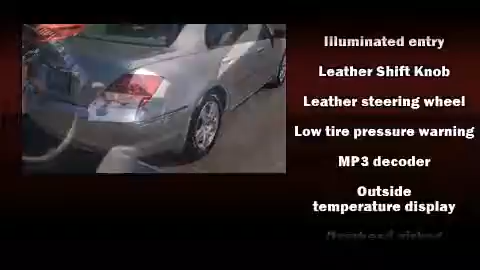 Illuminated entry
Leather Shift Knob
Leather steering wheel
Low tire pressure warning
MP3 decoder
Outside
temperature display